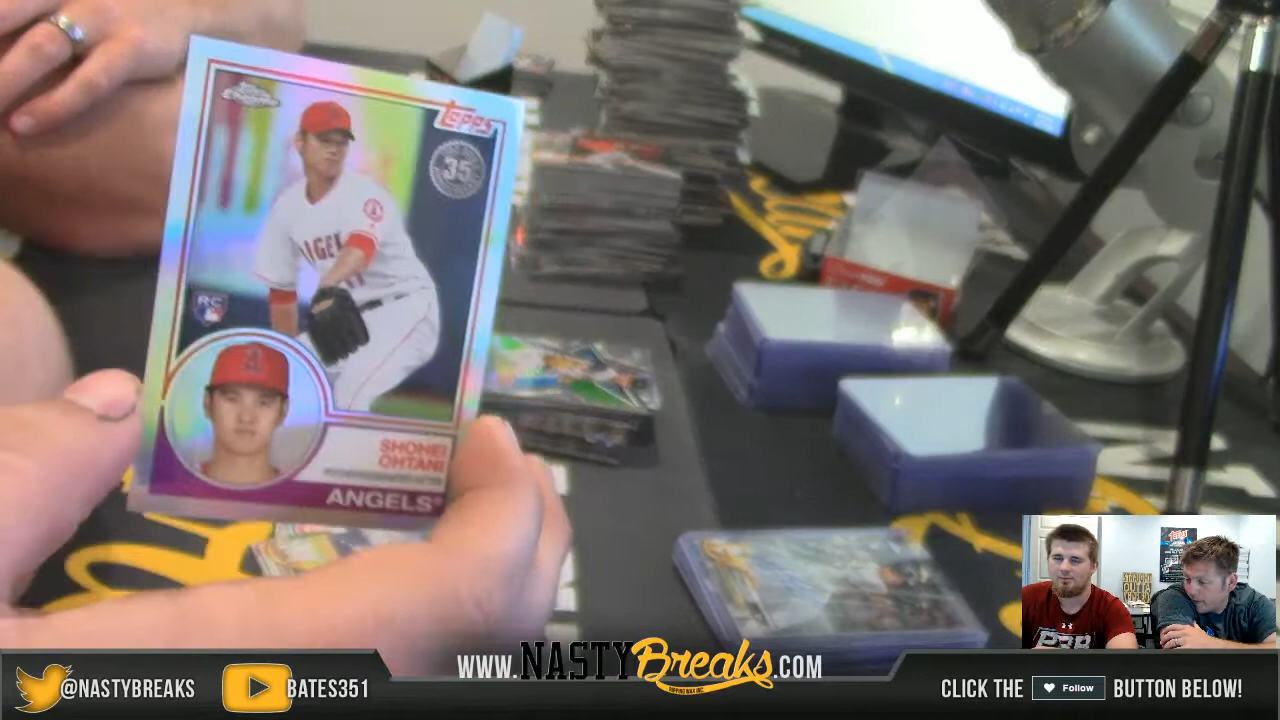 Topps
Chrome
35
ANGELS
RC
SHOHEI
OHTANI
ANGELS
WWW.NASTYBreaks.COM
@NASTYBREAKS
BATES351
CLICK THE Follow BUTTON BELOW!